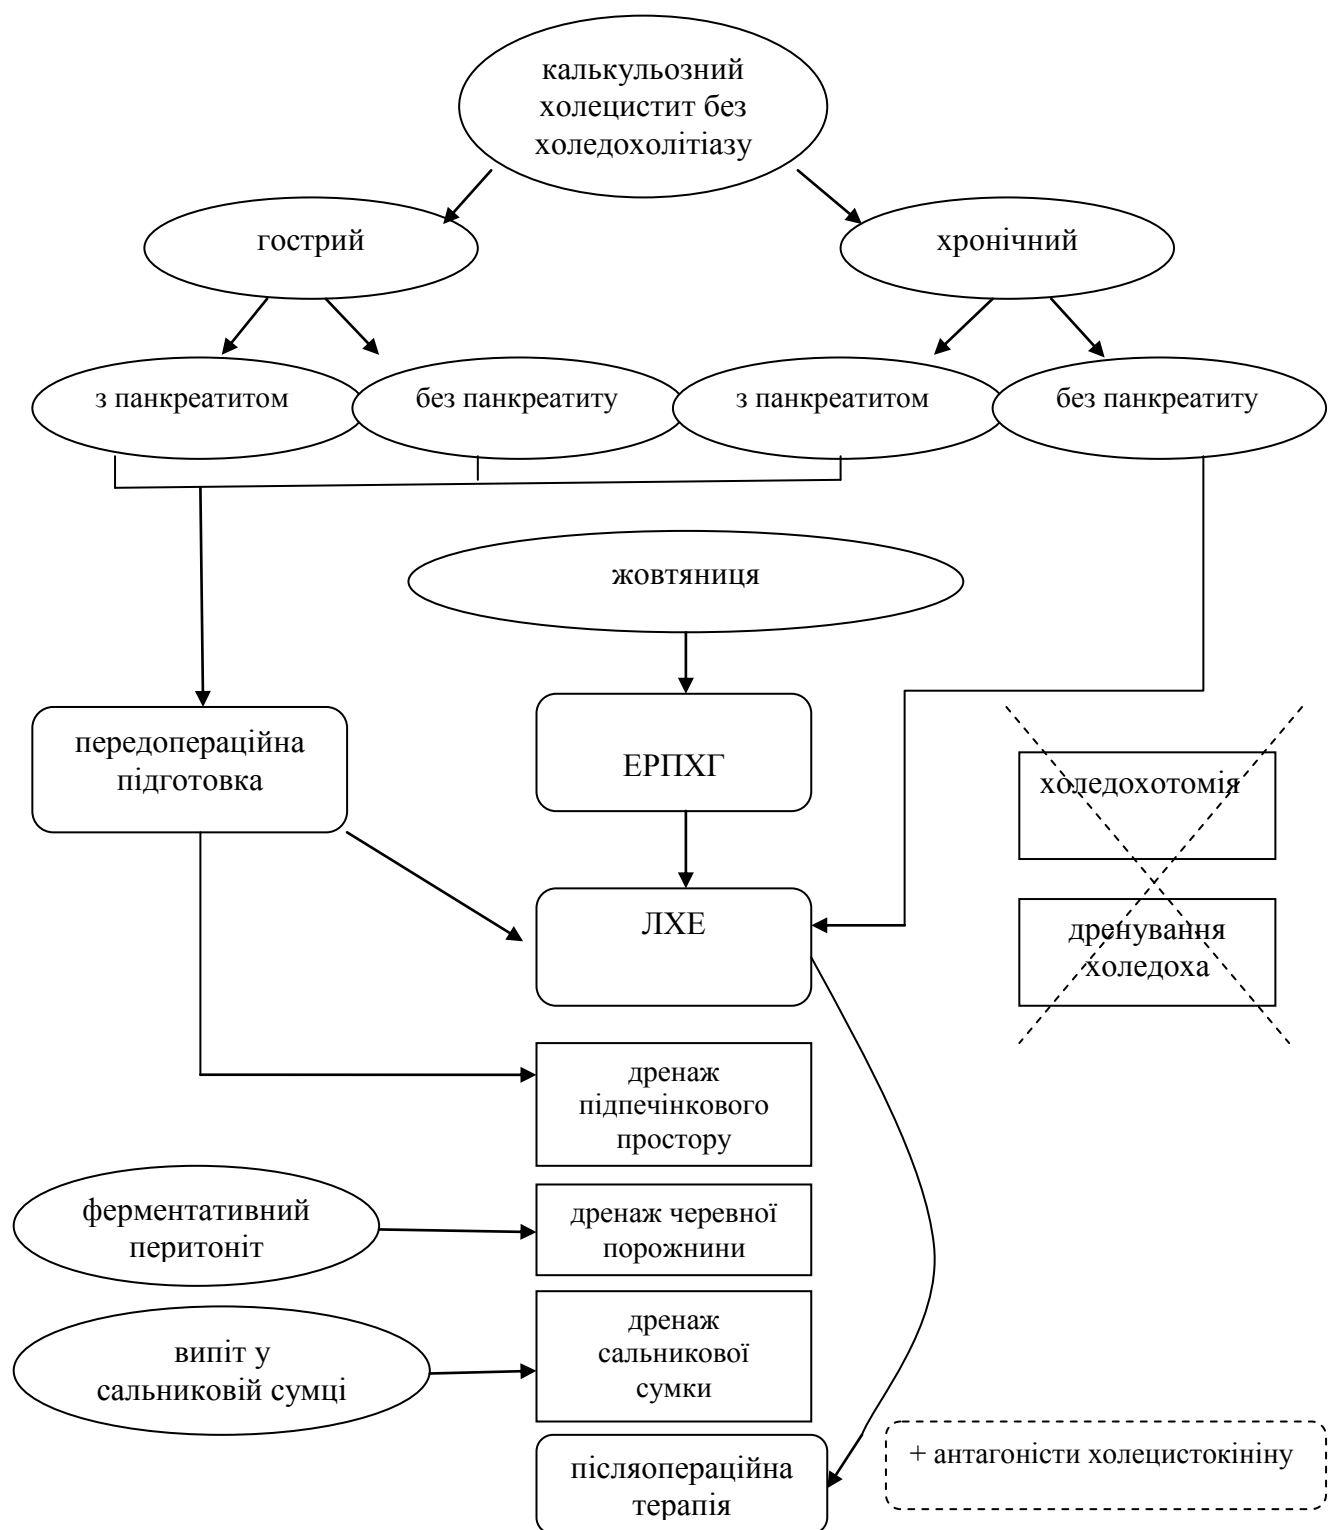 калькульозний
холецистит без
холедохолітіазу
гострий
хронічний
з панкреатитом
без панкреатиту
з панкреатитом
без панкреатиту
жовтяниця
передопераційна
підготовка
ЕРПХГ
холедохотомія
ЛХЕ
дренування
холедоха
дренаж
підпечінкового
простору
ферментативний
перитоніт
дренаж черевної
порожнини
випіт у
сальниковій сумці
дренаж
сальникової
сумки
післяопераційна
терапія
+ антагоністи холецистокініну